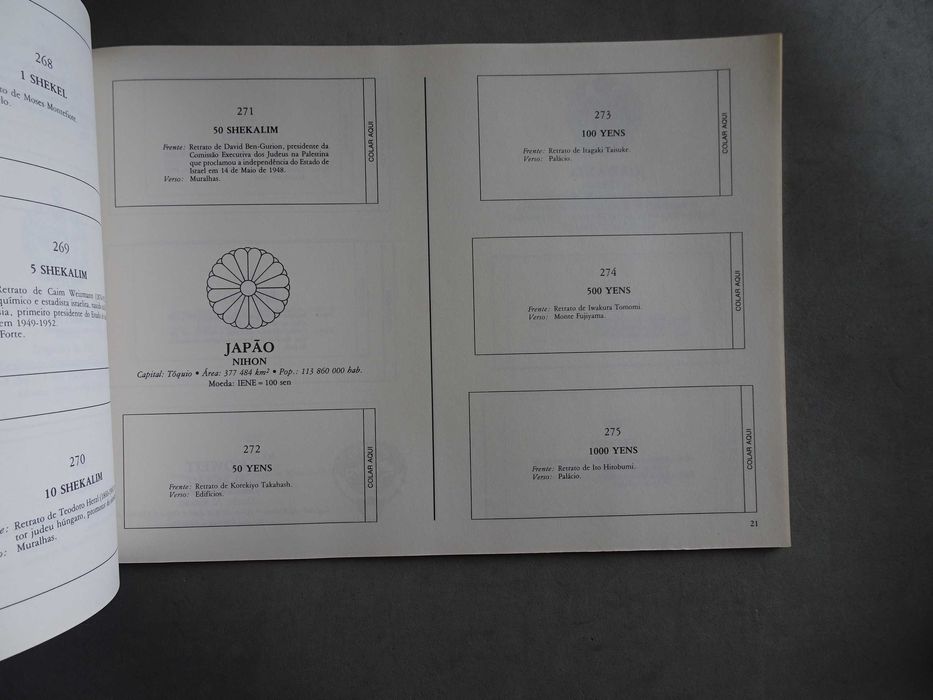 268
1 SHEKEL
de Moses Montefiore.
269
5 SHEKALIM
Retrato de Caim Weizmann
químico e estadista israelita,
primeiro presidente do Estado de
em 1949-1952.
Forte.
270
10 SHEKALIM
Retrato de Teodoro Herzl
tor judeu húngaro,
Muralhas.
271
50 SHEKALIM
Frente: Retrato de David Ben-Gurion, presidente da
Comissão Executiva dos Judeus na Palestina
que proclamou a independência do Estado de
Israel em 14 de Maio de 1948.
Verso: Muralhas.
COLAR AQUI
JAPÃO
NIHON
Capital: Tóquio • Área: 377 484 km² • Pop.: 113 860 000 hab.
Moeda: IENE = 100 sen
272
50 YENS
Frente: Retrato de Korekiyo Takahash.
Verso: Edifícios.
COLAR AQUI
273
100 YENS
Frente: Retrato de Itagaki Taisuke.
Verso: Palácio.
COLAR AQUI
274
500 YENS
Frente: Retrato de Iwakura Tomomi.
Verso: Monte Fujiyama.
COLAR AQUI
275
1000 YENS
Frente: Retrato de Ito Hirobumi.
Verso: Palácio.
COLAR AQUI
21